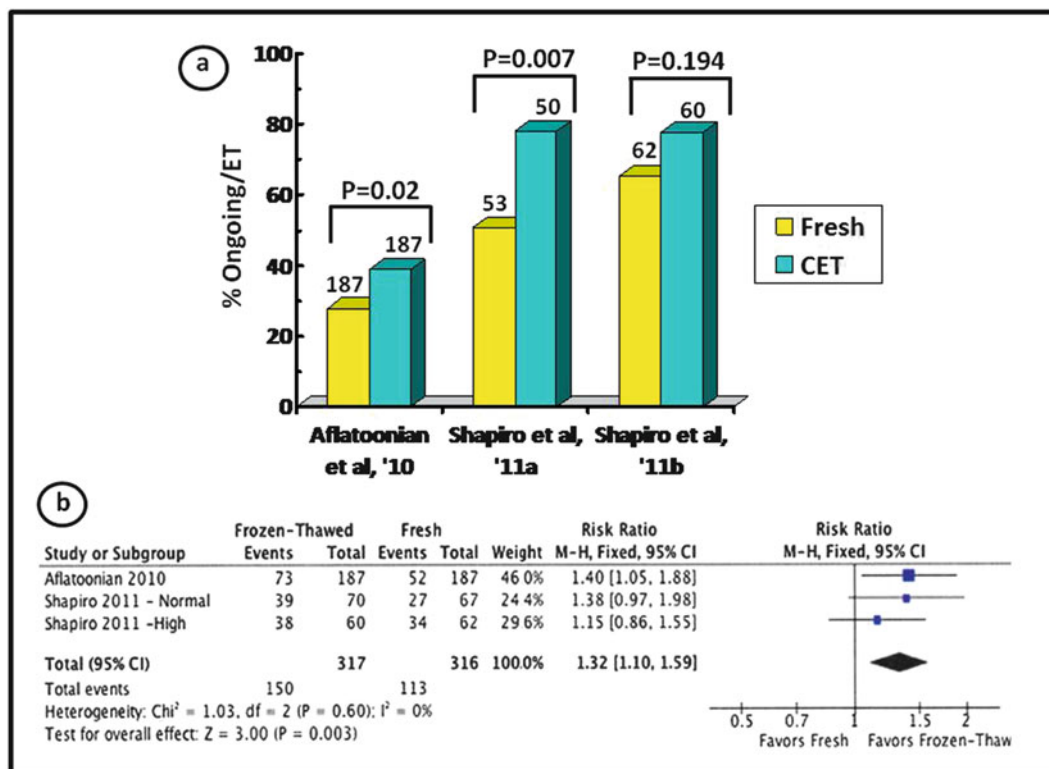 a
P=0.02
P=0.007
P=0.194
100
80
60
40
20
0
% Ongoing/ET
187
187
53
50
62
60
Fresh
CET
Aflatoonian et al, '10
Shapiro et al, '11a
Shapiro et al, '11b
b
Frozen-Thawed Fresh Risk Ratio Risk Ratio
Study or Subgroup Events Total Events Total Weight M-H, Fixed, 95% CI M-H, Fixed, 95% CI
Aflatoonian 2010 73 187 52 187 46 0% 1.40 [1.05, 1.88]
Shapiro 2011 - Normal 39 70 27 67 24 4% 1.38 [0.97, 1.98]
Shapiro 2011 -High 38 60 34 62 29 6% 1.15 [0.86, 1.55]
Total (95% CI) 317 316 100.0% 1.32 [1.10, 1.59]
Total events 150 113
Heterogeneity: Chi² = 1.03, df = 2 (P = 0.60); I² = 0%
Test for overall effect: Z = 3.00 (P = 0.003)
0.5 0.7 1 1.5 2
Favors Fresh Favors Frozen-Thaw